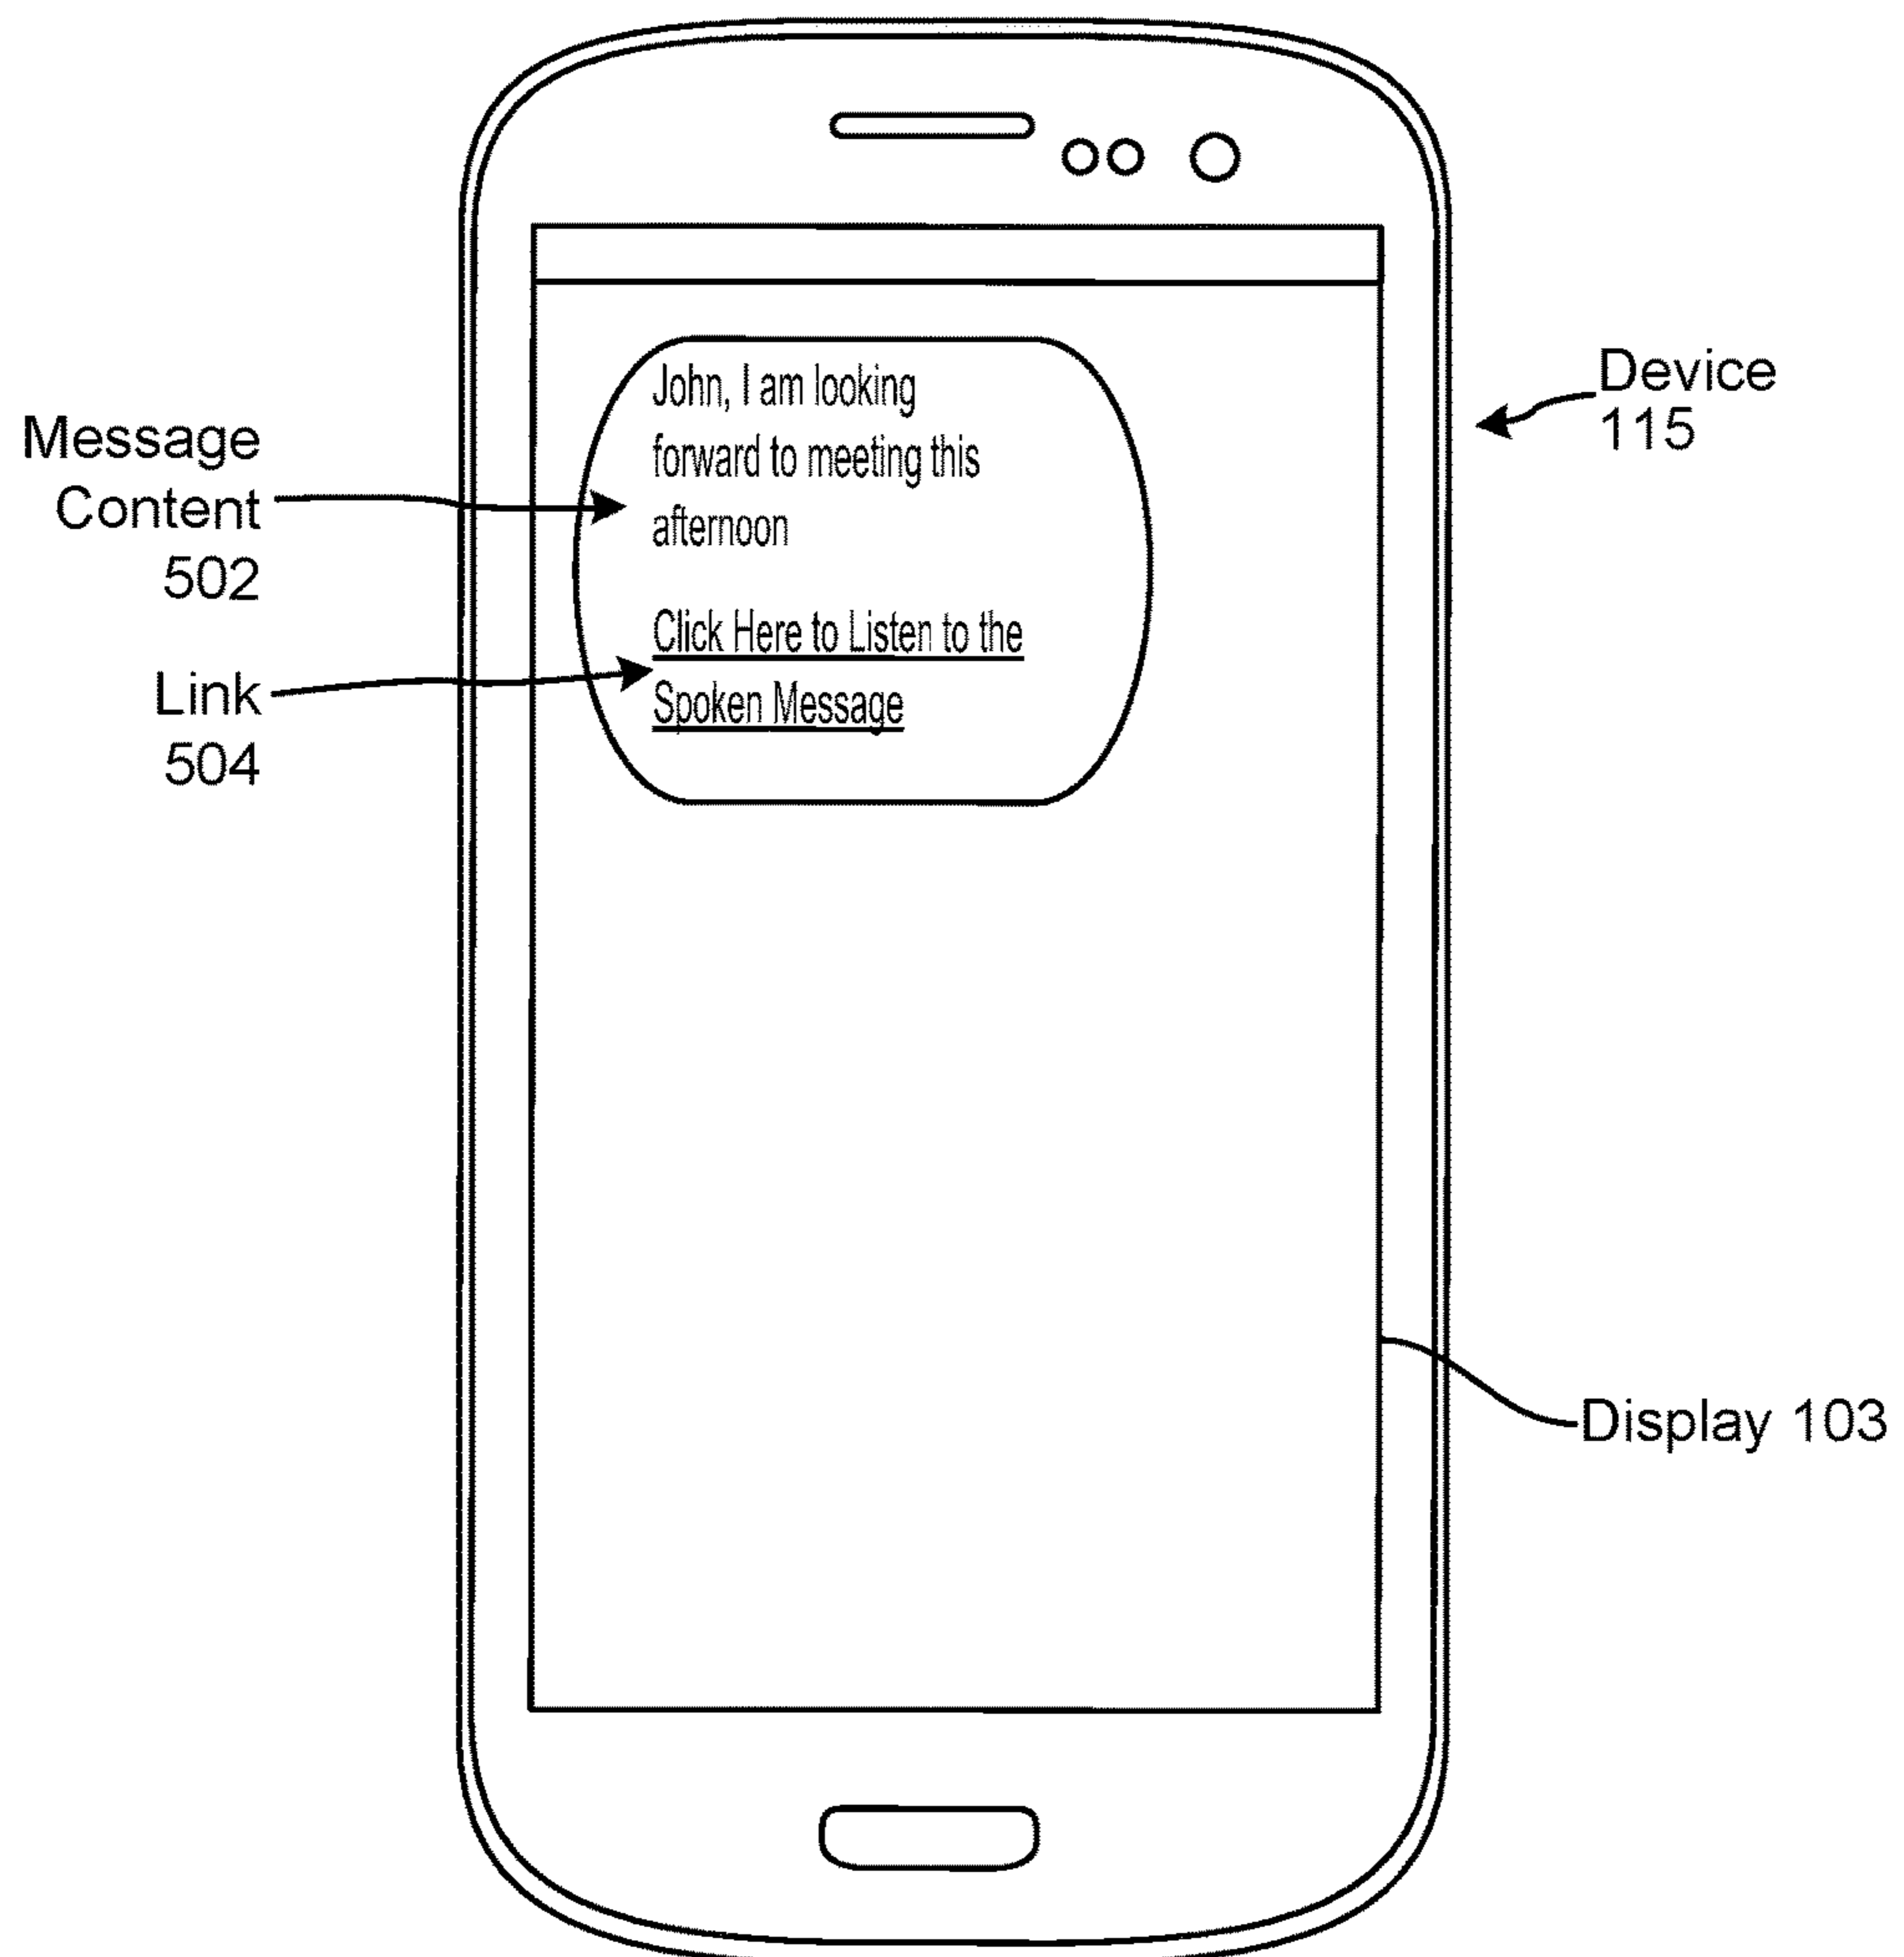 John, I am looking
forward to meeting this
afternoon
Click Here to Listen to the
Spoken Message
Message
Content
502
Link
504
Device
115
Display 103